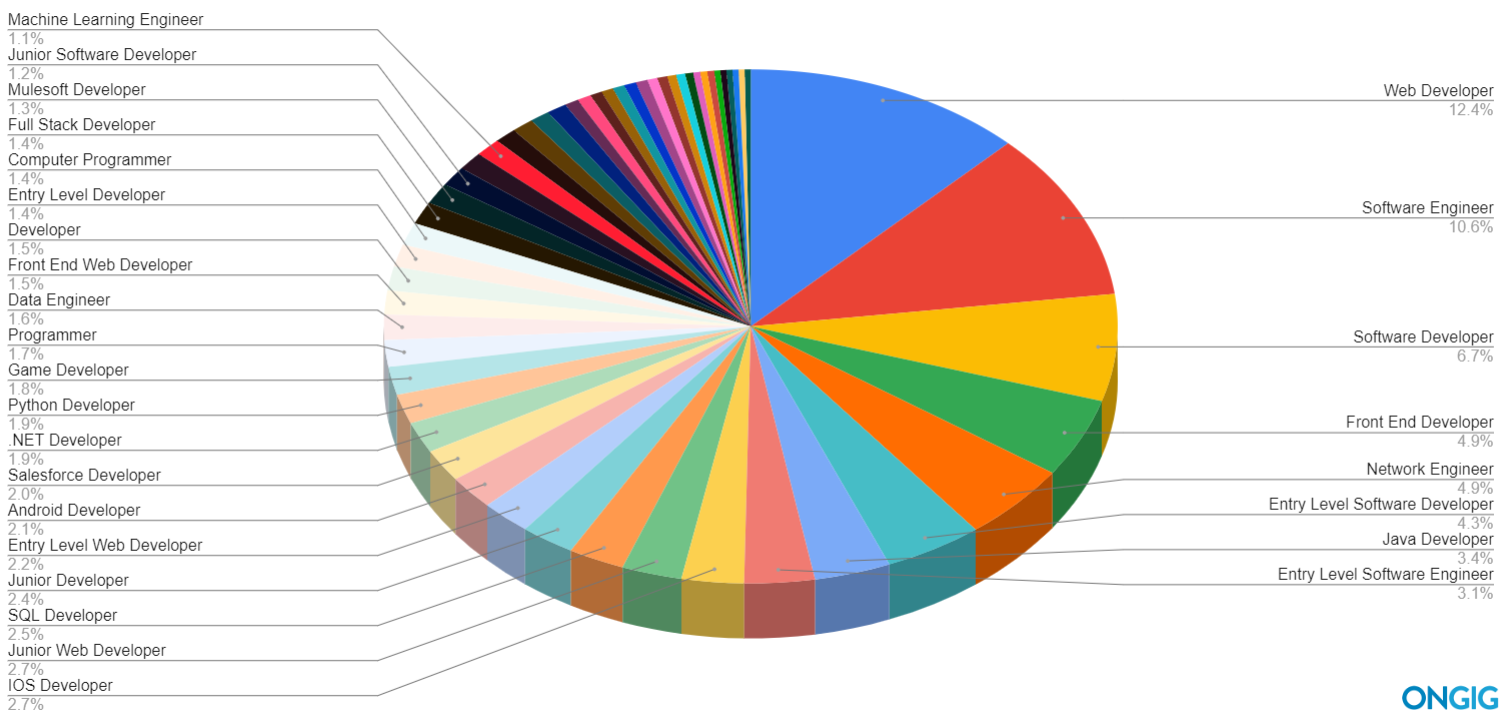 Machine Learning Engineer
1.1%
Junior Software Developer
1.2%
Mulesoft Developer
1.3%
Full Stack Developer
1.4%
Computer Programmer
1.4%
Entry Level Developer
1.4%
Developer
1.5%
Front End Web Developer
1.5%
Data Engineer
1.6%
Programmer
1.7%
Game Developer
1.8%
Python Developer
1.9%
.NET Developer
1.9%
Salesforce Developer
2.0%
Android Developer
2.1%
Entry Level Web Developer
2.2%
Junior Developer
2.4%
SQL Developer
2.5%
Junior Web Developer
2.7%
IOS Developer
2.7%
Web Developer
12.4%
Software Engineer
10.6%
Software Developer
6.7%
Front End Developer
4.9%
Network Engineer
4.9%
Entry Level Software Developer
4.3%
Java Developer
3.4%
Entry Level Software Engineer
3.1%
ONGIG